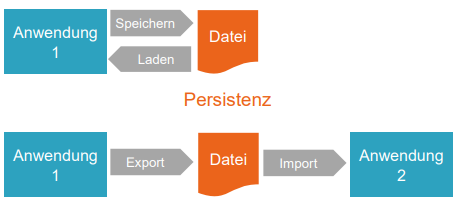 Anwendung
1
Speichern
Laden
Datei
Persistenz
Anwendung
1
Export
Datei
Import
Anwendung
2